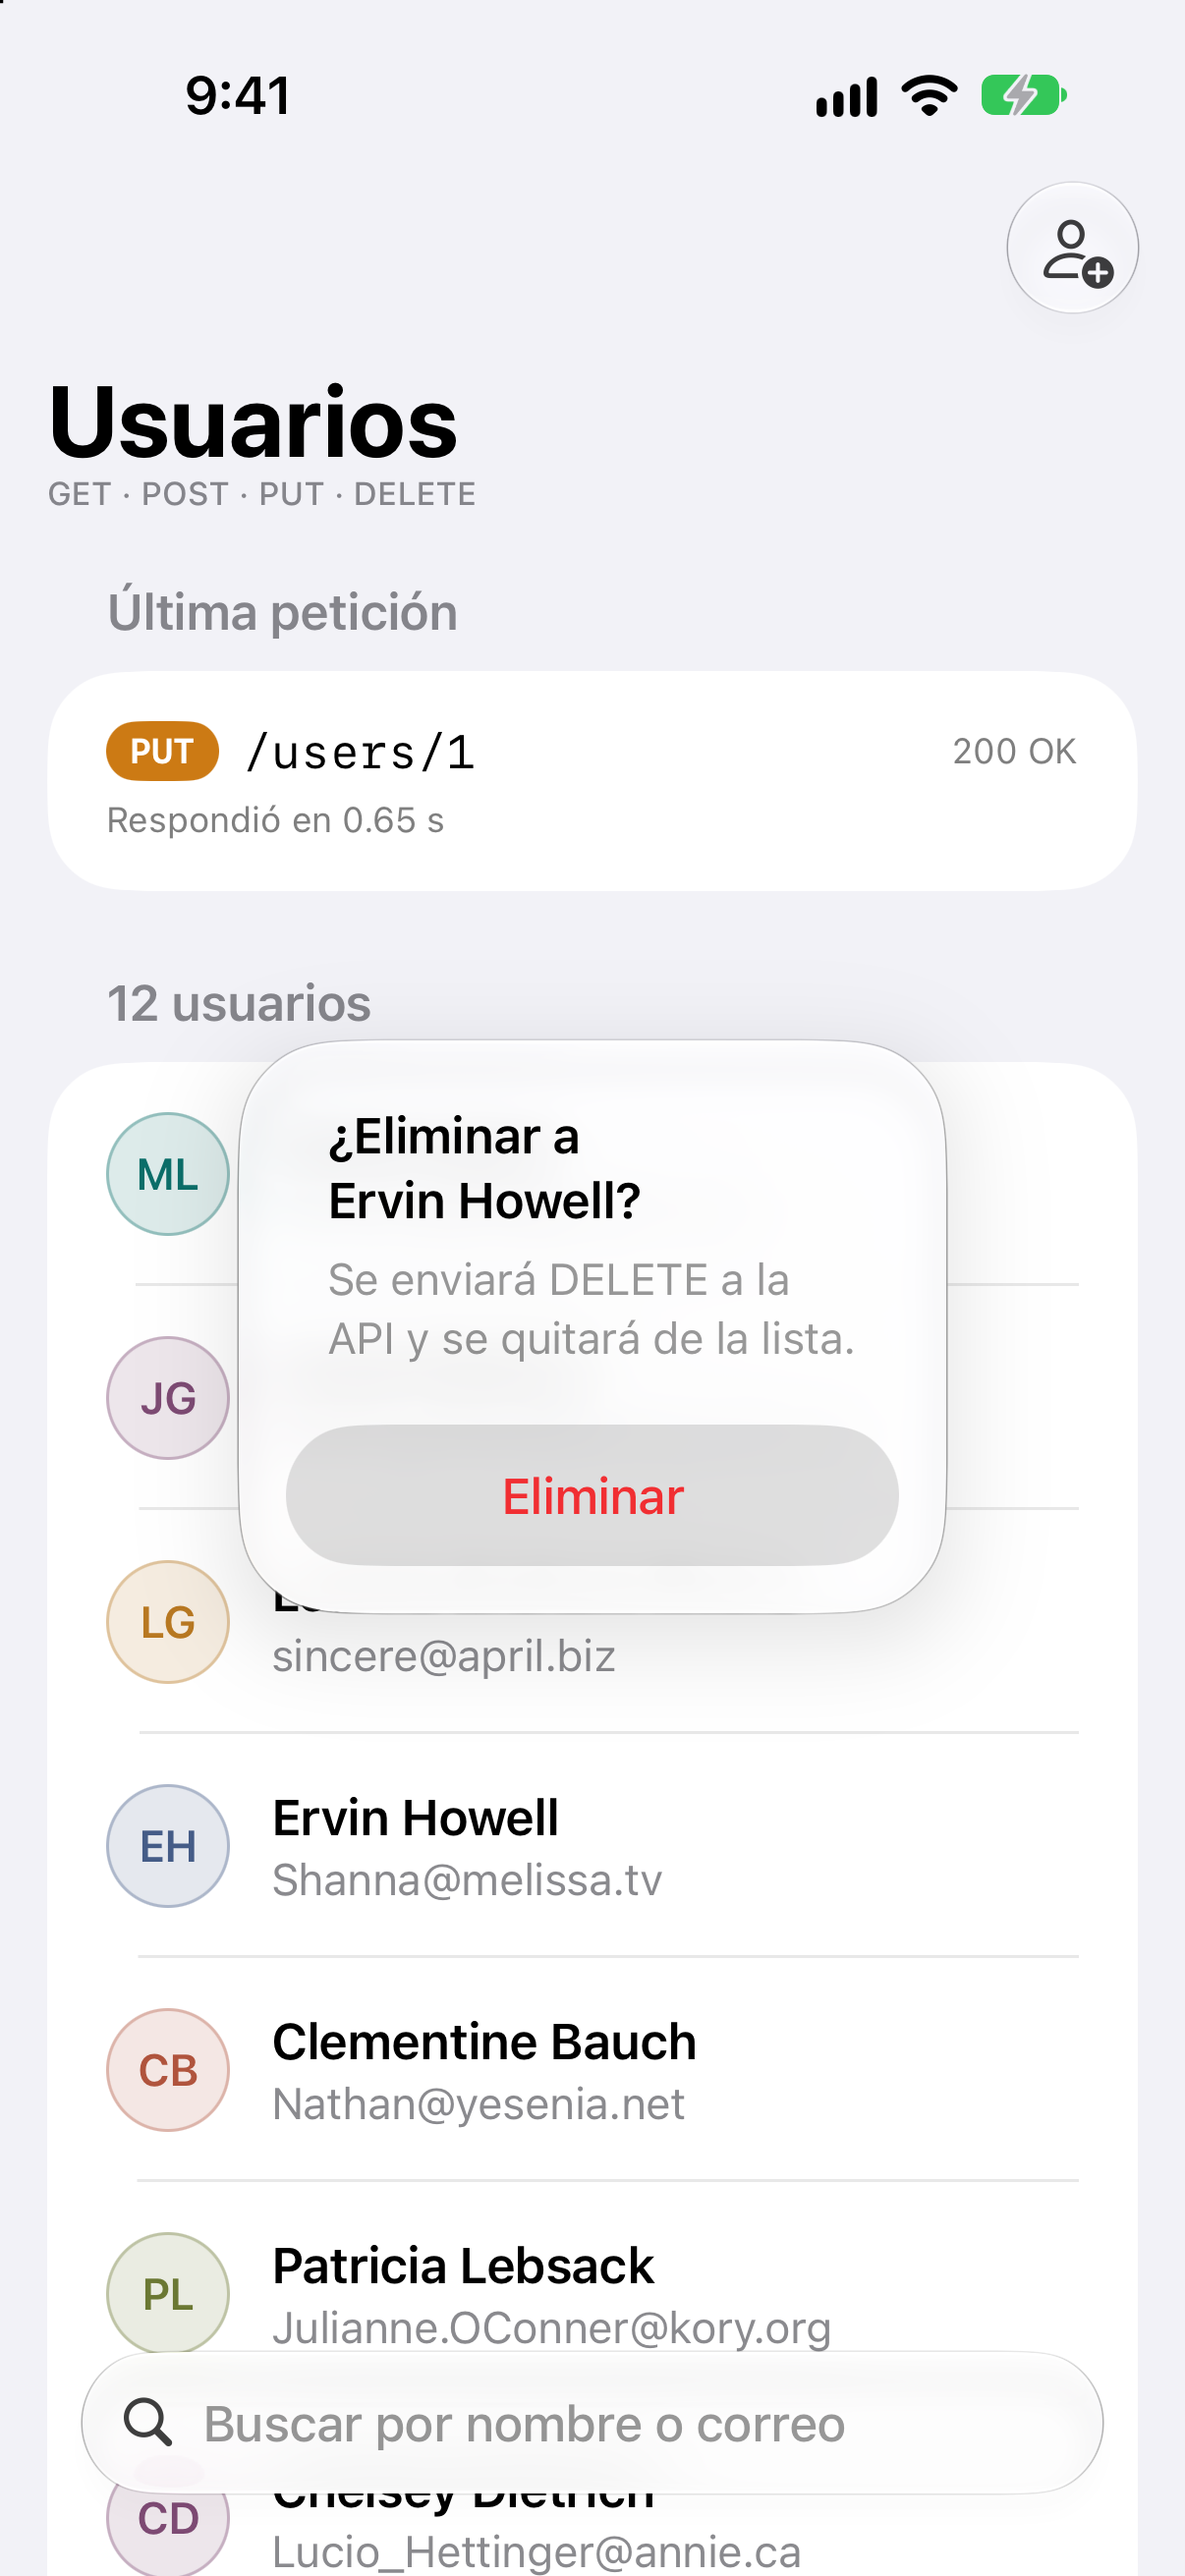 9:41
Usuarios
GET · POST · PUT · DELETE
Última petición
PUT /users/1 200 OK
Respondió en 0.65 s
12 usuarios
ML
¿Eliminar a
Ervin Howell?
Se enviará DELETE a la
API y se quitará de la lista.
JG
Eliminar
LG
sincere@april.biz
EH
Ervin Howell
Shanna@melissa.tv
CB
Clementine Bauch
Nathan@yesenia.net
PL
Patricia Lebsack
Julianne.OConner@kory.org
Buscar por nombre o correo
CD
Chelsey Dietrich
Lucio_Hettinger@annie.ca